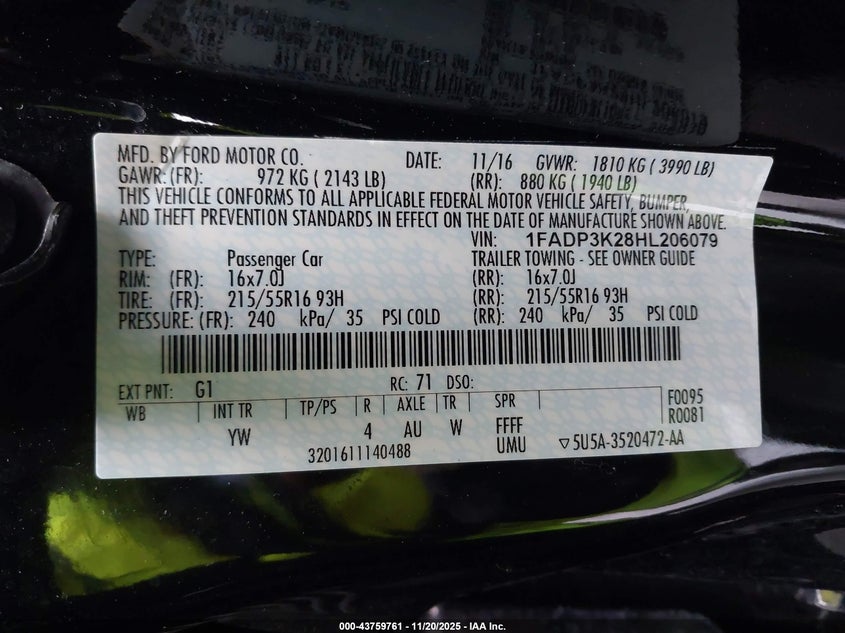 MFD. BY FORD MOTOR CO. DATE: 11/16 GVWR: 1810 KG ( 3990 LB)
GAWR:(FR): 972 KG ( 2143 LB) (RR): 880 KG ( 1940 LB)
THIS VEHICLE CONFORMS TO ALL APPLICABLE FEDERAL MOTOR VEHICLE SAFETY, BUMPER,
AND THEFT PREVENTION STANDARDS IN EFFECT ON THE DATE OF MANUFACTURE SHOWN ABOVE.
VIN: 1FADP3K28HL206079
TYPE: Passenger Car TRAILER TOWING - SEE OWNER GUIDE
RIM: (FR): 16x7.0J (RR): 16x7.0J
TIRE: (FR): 215/55R16 93H (RR): 215/55R16 93H
PRESSURE: (FR): 240 kPa/ 35 PSI COLD (RR): 240 kPa/ 35 PSI COLD
EXT PNT: G1 RC: 71 DSO:
WB INT TR TP/PS R AXLE TR SPR F0095
R0081
YW 4 AU W FFFF
UMU
3201611140488 ▽5U5A-3520472-AA
000-43759761 - 11/20/2025 - IAA Inc.